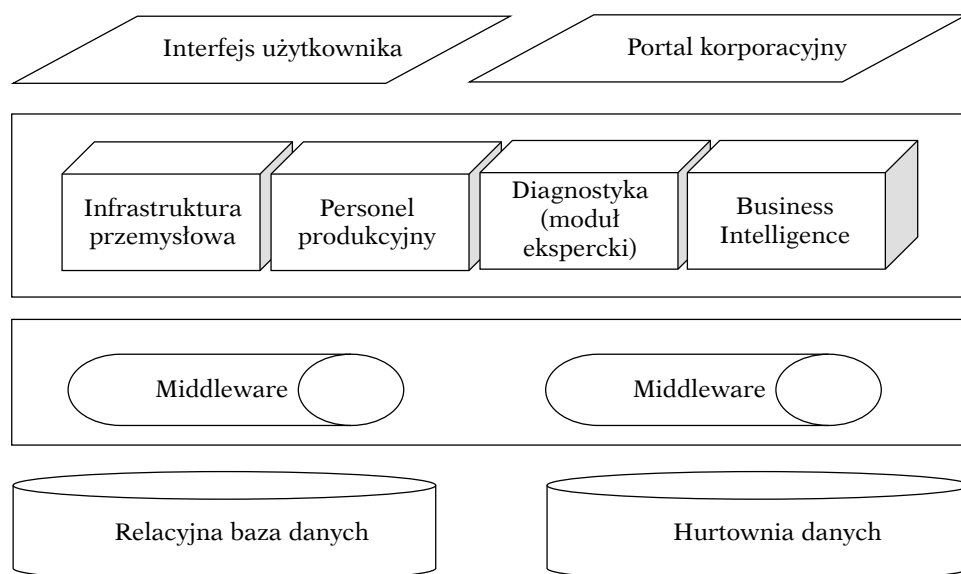 Interfejs użytkownika
Portal korporacyjny
Infrastruktura
przemysłowa
Personel
produkcyjny
Diagnostyka
(moduł
ekspercki)
Business
Intelligence
Middleware
Middleware
Relacyjna baza danych
Hurtownia danych